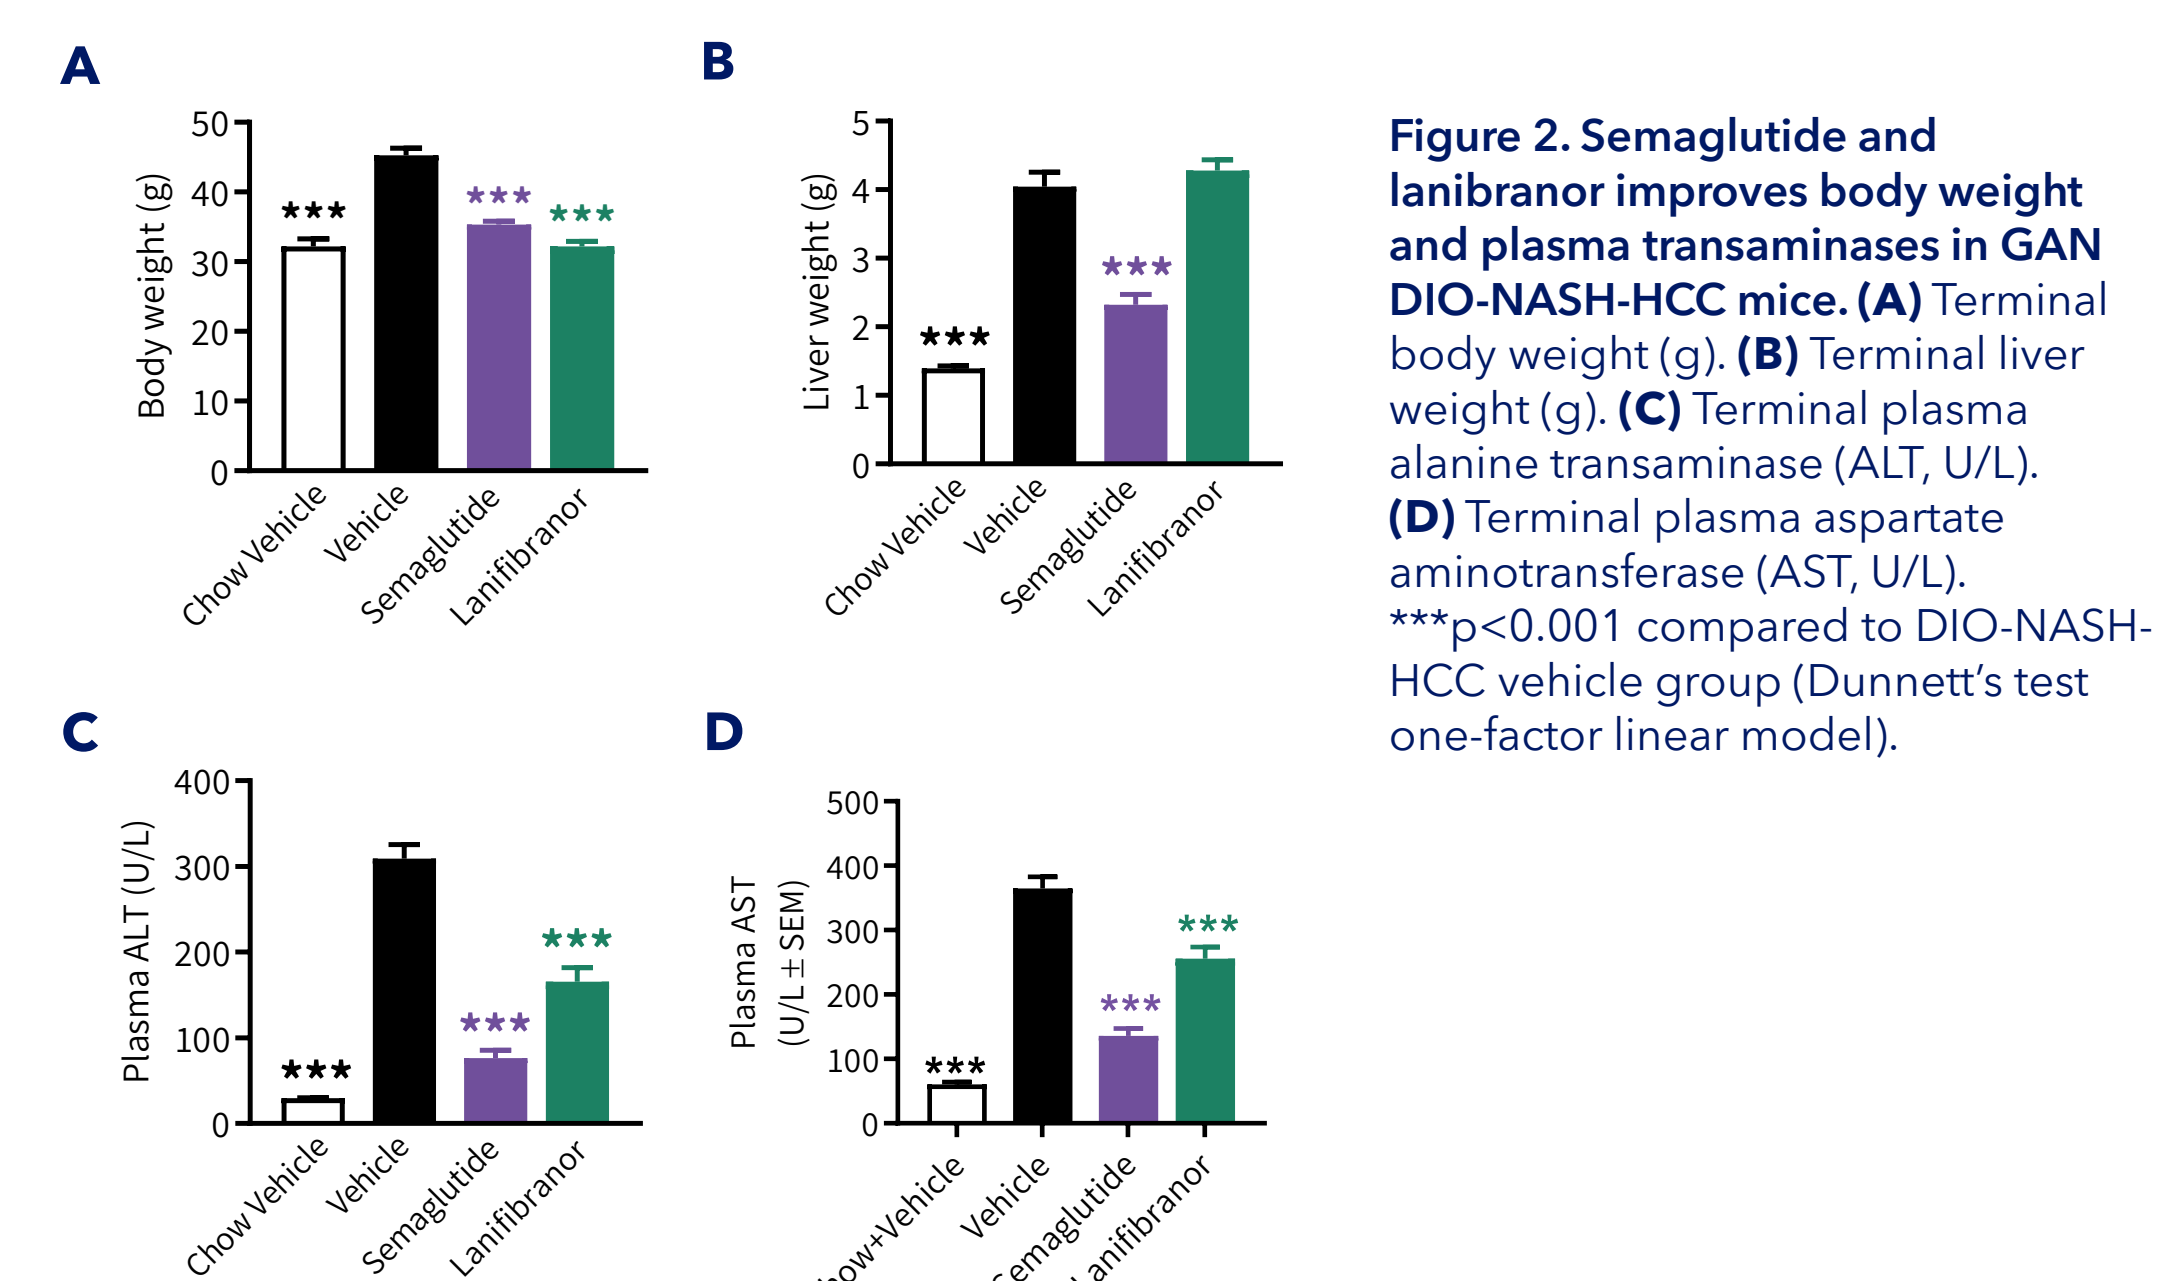 A
50
40
30
20
10
0
Body weight (g)
***
***
***
Chow Vehicle
Vehicle
Semaglutide
Lanifibranor
B
5
4
3
2
1
0
Liver weight (g)
***
***
Chow Vehicle
Vehicle
Semaglutide
Lanifibranor
Figure 2. Semaglutide and
lanibranor improves body weight
and plasma transaminases in GAN
DIO-NASH-HCC mice. (A) Terminal
body weight (g). (B) Terminal liver
weight (g). (C) Terminal plasma
alanine transaminase (ALT, U/L).
(D) Terminal plasma aspartate
aminotransferase (AST, U/L).
***p<0.001 compared to DIO-NASH-
HCC vehicle group (Dunnett’s test
one-factor linear model).
C
400
300
200
100
0
Plasma ALT (U/L)
***
***
***
Chow Vehicle
Vehicle
Semaglutide
Lanifibranor
D
500
400
300
200
100
0
Plasma AST
(U/L ± SEM)
***
***
***
how+Vehicle
Vehicle
Semaglutide
Lanifibranor